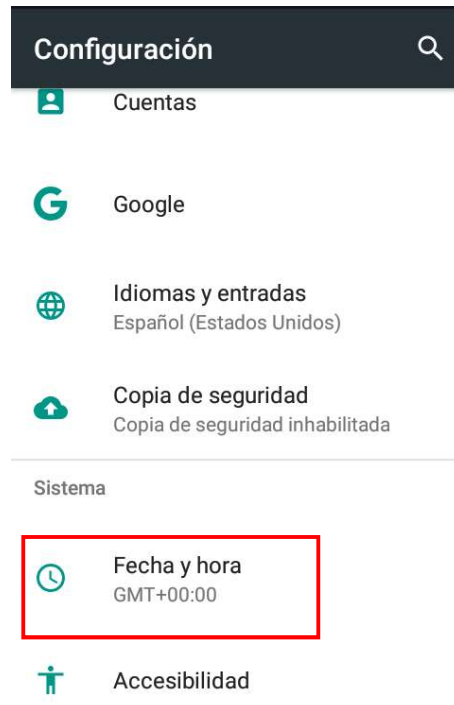 Configuración
Cuentas
Google
Idiomas y entradas
Español (Estados Unidos)
Copia de seguridad
Copia de seguridad inhabilitada
Sistema
Fecha y hora
GMT+00:00
Accesibilidad